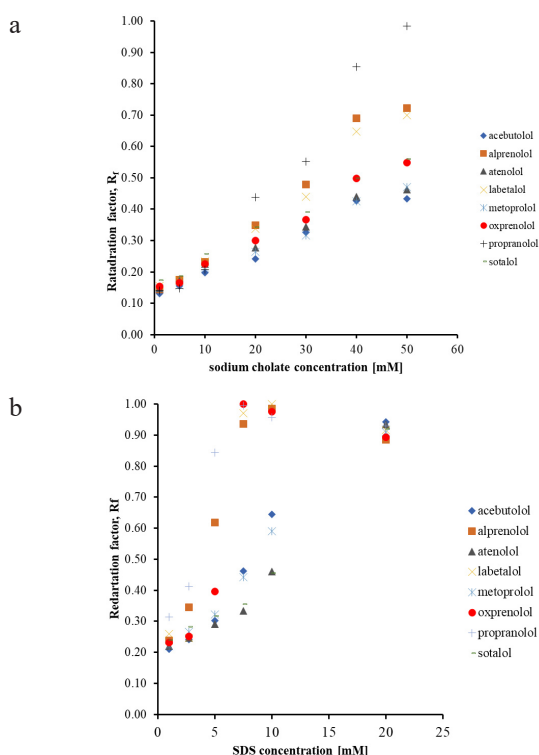 a
1.00
0.90
0.80
0.70
0.60
0.50
0.40
0.30
0.20
0.10
0.00
Ratadration factor, Rf
0 10 20 30 40 50 60
sodium cholate concentration [mM]
acebutolol
alprenolol
atenolol
labetalol
metoprolol
oxprenolol
propranolol
sotalol
b
1.00
0.90
0.80
0.70
0.60
0.50
0.40
0.30
0.20
0.10
0.00
Redartation factor, Rf
0 5 10 15 20 25
SDS concentration [mM]
acebutolol
alprenolol
atenolol
labetalol
metoprolol
oxprenolol
propranolol
sotalol